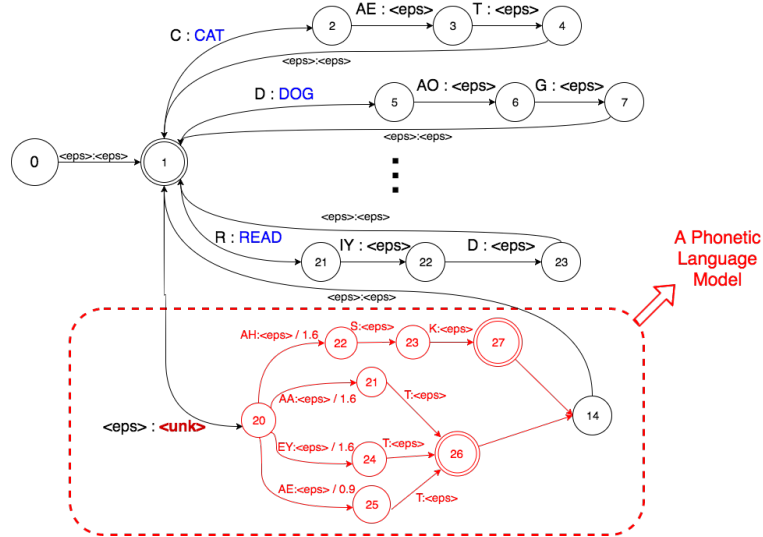 C : CAT
2
AE : <eps>
3
T : <eps>
4
<eps>:<eps>
D : DOG
5
AO : <eps>
6
G : <eps>
7
<eps>:<eps>
0
<eps>:<eps>
1
<eps>:<eps>
R : READ
21
IY : <eps>
22
D : <eps>
23
<eps>:<eps>
A Phonetic
Language
Model
AH:<eps> / 1.6
22
S:<eps>
23
K:<eps>
27
AA:<eps> / 1.6
21
T:<eps>
14
<eps> : <unk>
20
EY:<eps> / 1.6
24
T:<eps>
26
AE:<eps> / 0.9
25
T:<eps>